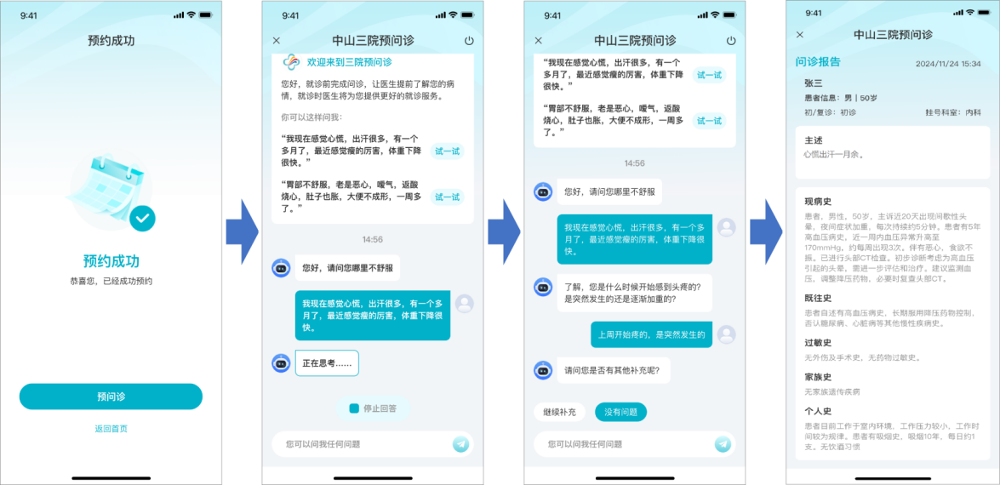 9:41
预约成功
预约成功
恭喜您，已经成功预约
预问诊
返回首页
9:41
中山三院预问诊
欢迎来到三院预问诊
您好，就诊前完成问诊，让医生提前了解您的病
情，就诊时医生将为您提供更好的就诊服务。
你可以这样问我：
“我现在感觉心慌，出汗很多，有一个
多月了，最近感觉瘦的厉害，体重下降
很快。”
试一试
“胃部不舒服，老是恶心，嗳气，返酸
烧心，肚子也胀，大便不成形，一周多
了。”
试一试
14:56
您好，请问您哪里不舒服
我现在感觉心慌，出汗很多，有一个多
月了，最近感觉瘦的厉害，体重下降很
快。
正在思考......
停止回答
您可以问我任何问题
9:41
中山三院预问诊
“我现在感觉心慌，出汗很多，有一个
多月了，最近感觉瘦的厉害，体重下降
很快。”
试一试
“胃部不舒服，老是恶心，嗳气，返酸
烧心，肚子也胀，大便不成形，一周多
了。”
试一试
14:56
您好，请问您哪里不舒服
我现在感觉心慌，出汗很多，有一个多
月了，最近感觉瘦的厉害，体重下降很
快。
了解，您是什么时候开始感到头疼的?
是突然发生的还是逐渐加重的?
上周开始疼的，是突然发生的
请问您是否有其他补充呢?
继续补充
没有问题
您可以问我任何问题
9:41
中山三院预问诊
问诊报告
2024/11/24 15:34
张三
患者信息：男｜50岁
初/复诊：初诊
挂号科室：内科
主述
心慌出汗一月余。
现病史
患者，男性，50岁，主诉近20天出现间歇性头
晕，夜间症状加重，每次持续约5分钟。患者有5年
高血压病史，近一周内血压异常升高至
170mmHg。约每周出现3次。伴有恶心、食欲不
振。已进行头部CT检查。初步诊断考虑为高血压
引起的头晕，需进一步评估和治疗。建议监测血
压，调整降压药物，必要时复查头部CT。
既往史
患者自述有高血压病史，长期服用降压药物控制，
否认糖尿病、心脏病等其他慢性疾病史。
过敏史
无外伤及手术史，无药物过敏史。
家族史
无家族遗传疾病
个人史
患者目前工作于室内环境，工作压力较小，工作时
间较为规律。患者有吸烟史，吸烟10年，每日约1
支。无饮酒习惯